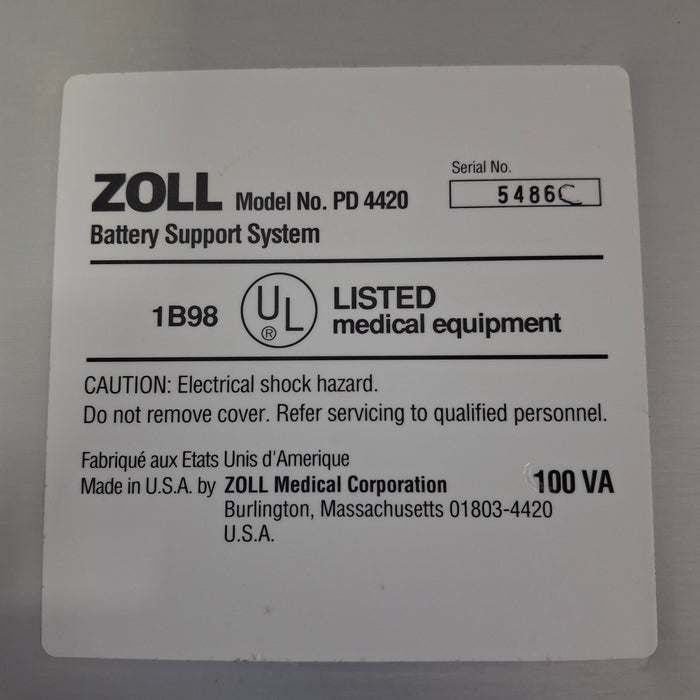 Serial No.
ZOLL Model No. PD 4420 5486C
Battery Support System
1B98 UL ® LISTED
medical equipment
CAUTION: Electrical shock hazard.
Do not remove cover. Refer servicing to qualified personnel.
Fabriqué aux Etats Unis d'Amerique
Made in U.S.A. by ZOLL Medical Corporation 100 VA
Burlington, Massachusetts 01803-4420
U.S.A.